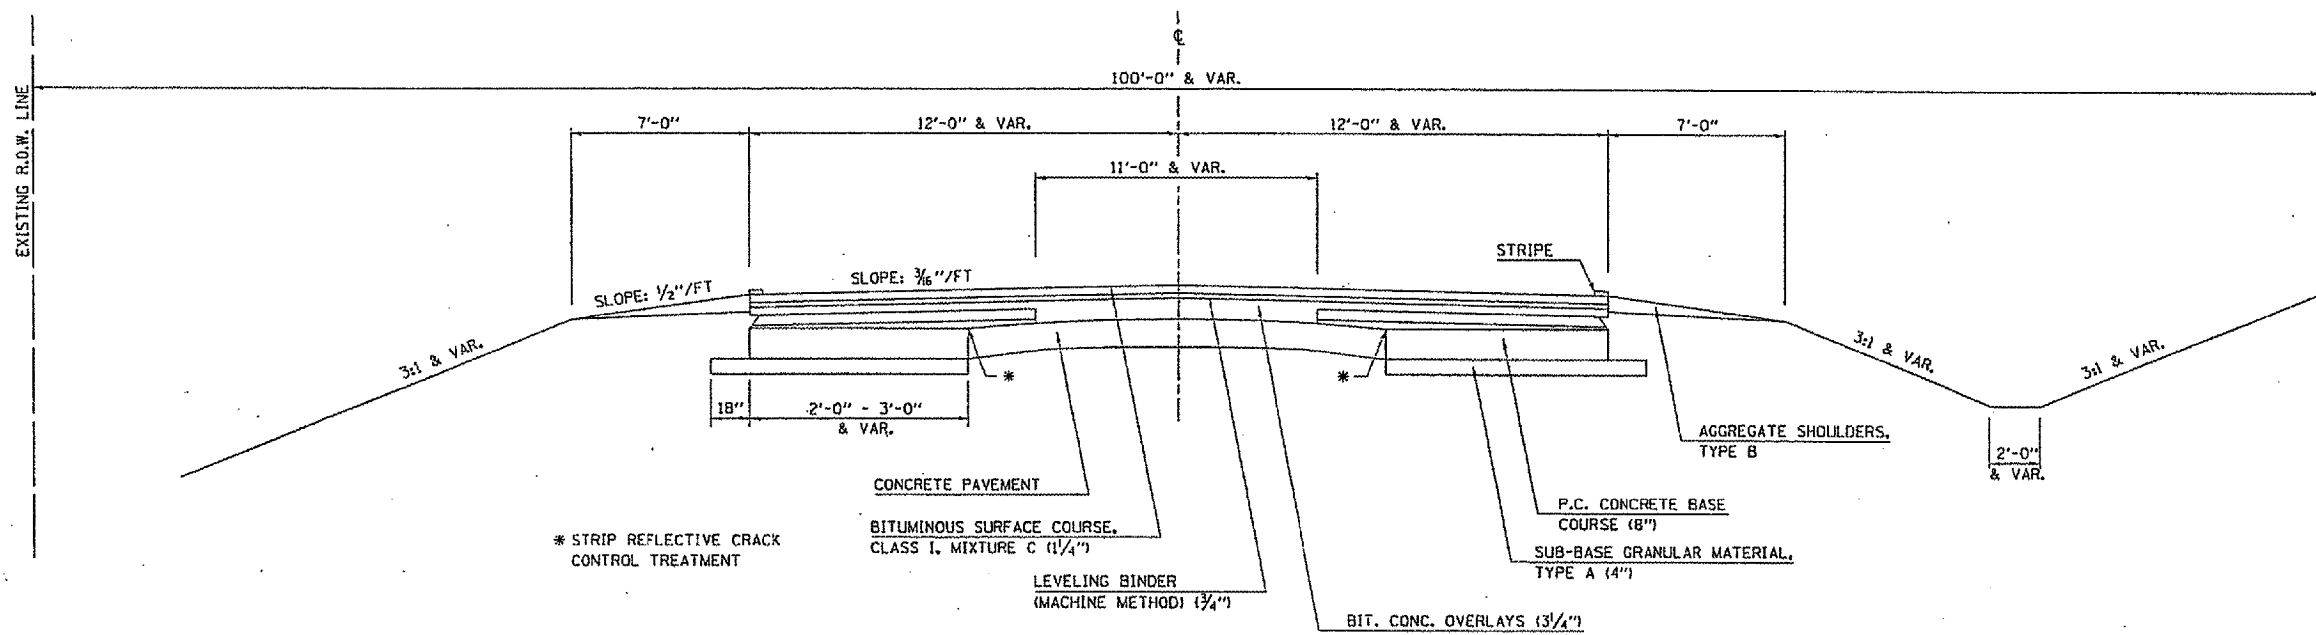 ℄
100'-0" & VAR.
EXISTING R.O.W. LINE
7'-0"
12'-0" & VAR.
12'-0" & VAR.
7'-0"
11'-0" & VAR.
STRIPE
SLOPE: 1/2"/FT
SLOPE: 3/16"/FT
3:1 & VAR.
3:1 & VAR.
3:1 & VAR.
*
*
18"
2'-0" - 3'-0"
& VAR.
AGGREGATE SHOULDERS,
TYPE B
2'-0"
& VAR.
CONCRETE PAVEMENT
P.C. CONCRETE BASE
COURSE (8")
BITUMINOUS SURFACE COURSE,
CLASS I, MIXTURE C (1 1/4")
* STRIP REFLECTIVE CRACK
CONTROL TREATMENT
SUB-BASE GRANULAR MATERIAL,
TYPE A (4")
LEVELING BINDER
(MACHINE METHOD) (3/4")
BIT. CONC. OVERLAYS (3 1/4")